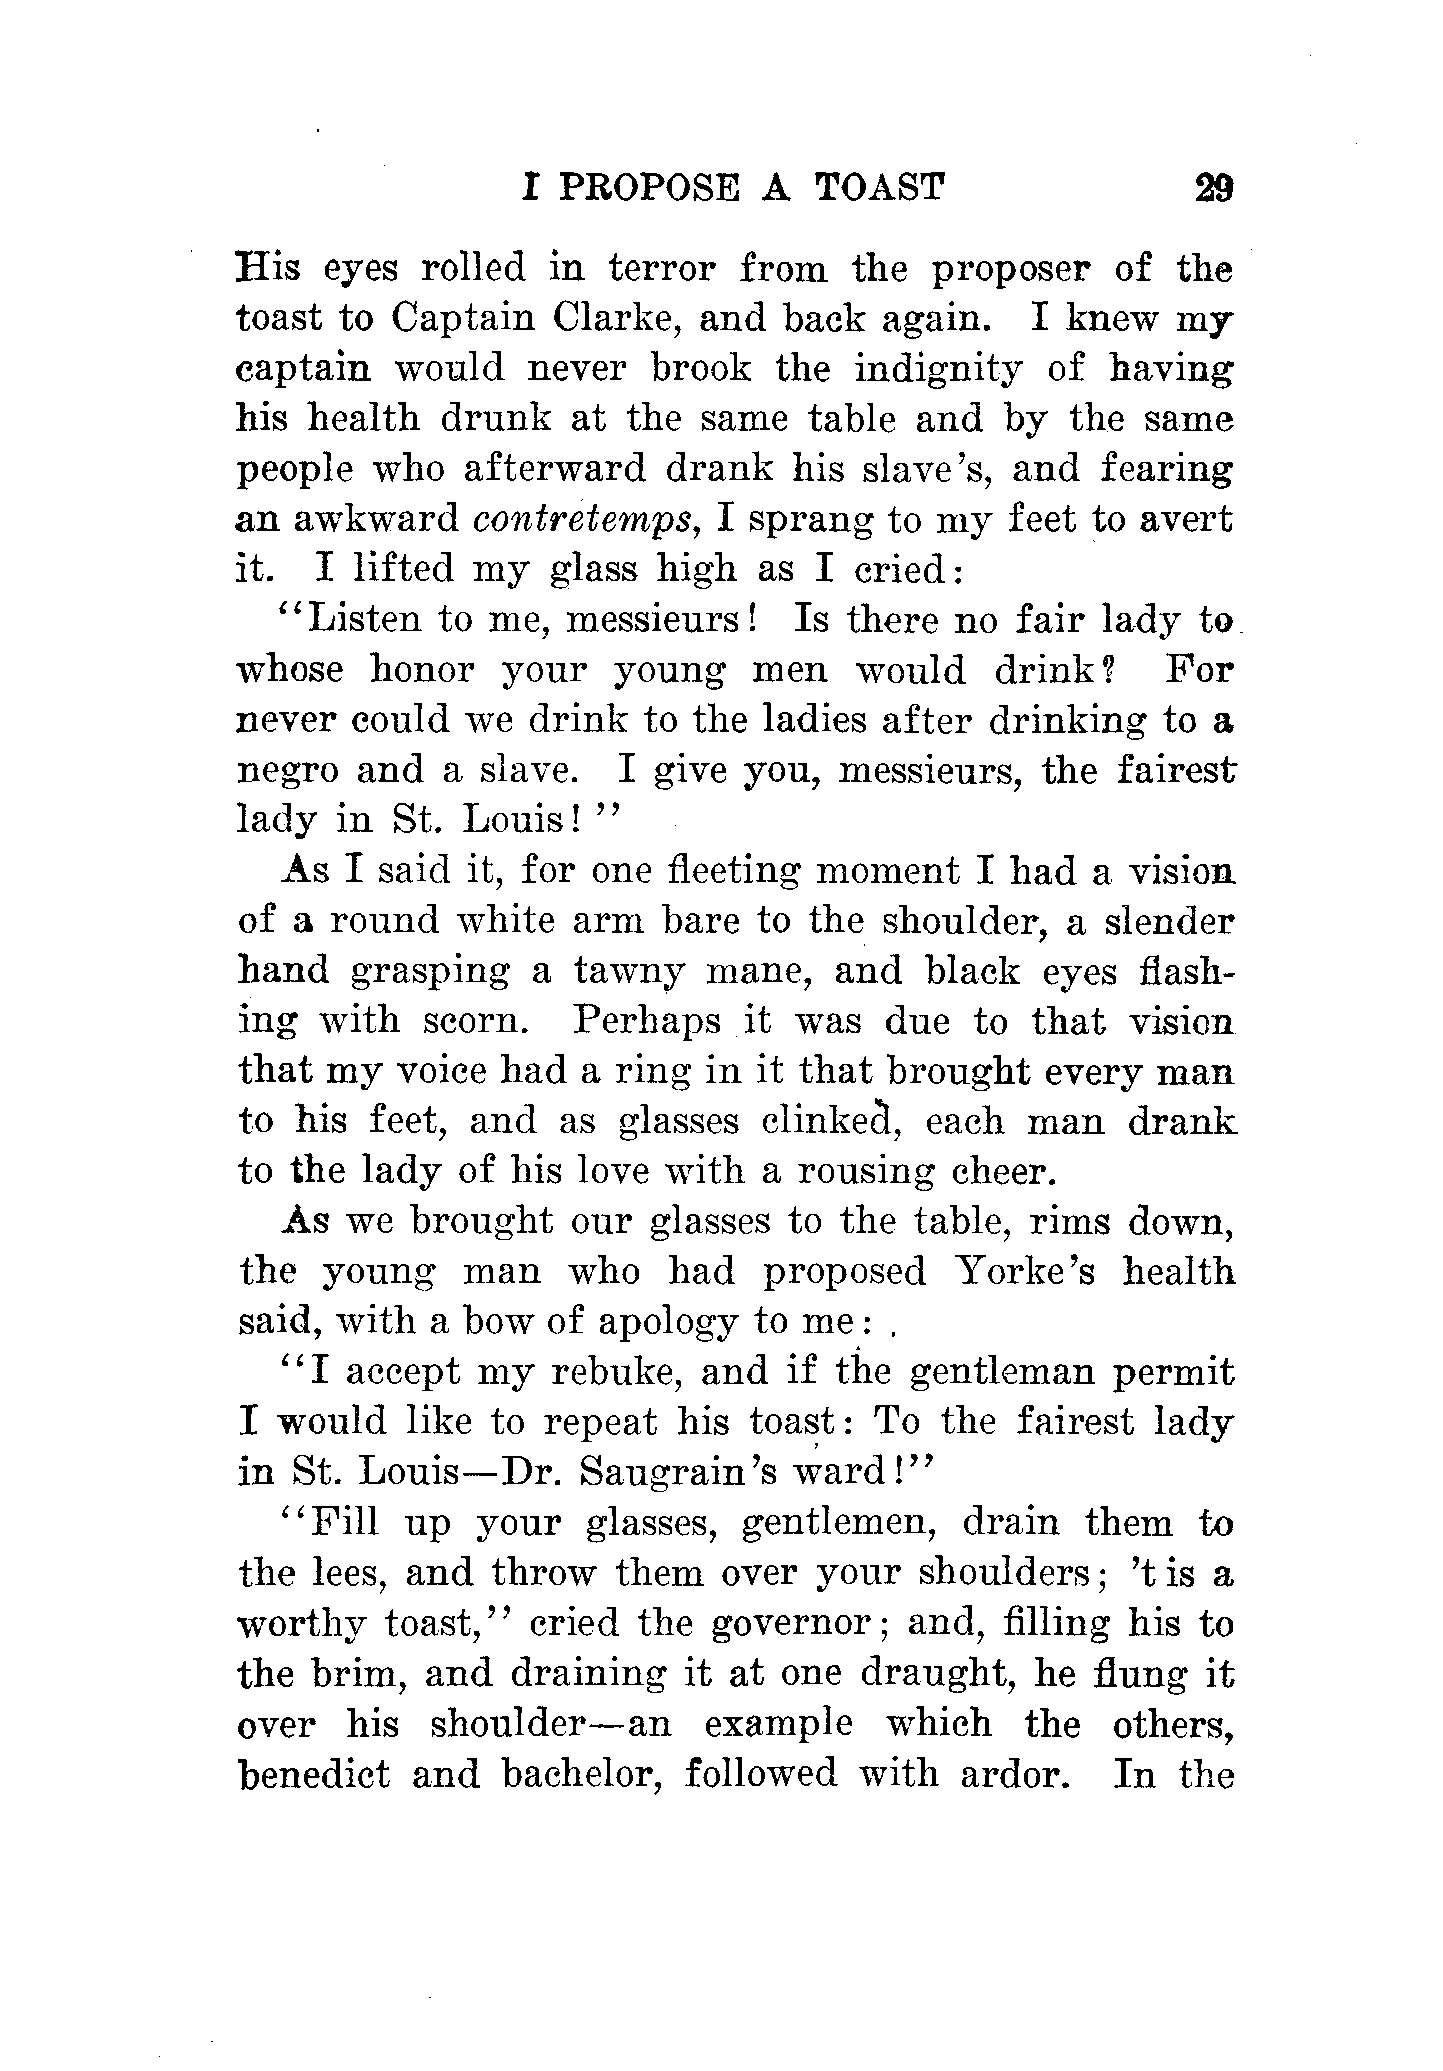 I PROPOSE A TOAST 29
His eyes rolled in terror from the proposer of the
toast to Captain Clarke, and back again. I knew my
captain would never brook the indignity of having
his health drunk at the same table and by the same
people who afterward drank his slave's, and fearing
an awkward contretemps, I sprang to my feet to avert
it. I lifted my glass high as I cried:
"Listen to me, messieurs! Is there no fair lady to
whose honor your young men would drink? For
never could we drink to the ladies after drinking to a
negro and a slave. I give you, messieurs, the fairest
lady in St. Louis!"
As I said it, for one fleeting moment I had a vision
of a round white arm bare to the shoulder, a slender
hand grasping a tawny mane, and black eyes flash-
ing with scorn. Perhaps it was due to that vision
that my voice had a ring in it that brought every man
to his feet, and as glasses clinked, each man drank
to the lady of his love with a rousing cheer.
As we brought our glasses to the table, rims down,
the young man who had proposed Yorke's health
said, with a bow of apology to me:
"I accept my rebuke, and if the gentleman permit
I would like to repeat his toast: To the fairest lady
in St. Louis—Dr. Saugrain's ward!"
"Fill up your glasses, gentlemen, drain them to
the lees, and throw them over your shoulders; 't is a
worthy toast," cried the governor; and, filling his to
the brim, and draining it at one draught, he flung it
over his shoulder—an example which the others,
benedict and bachelor, followed with ardor. In the